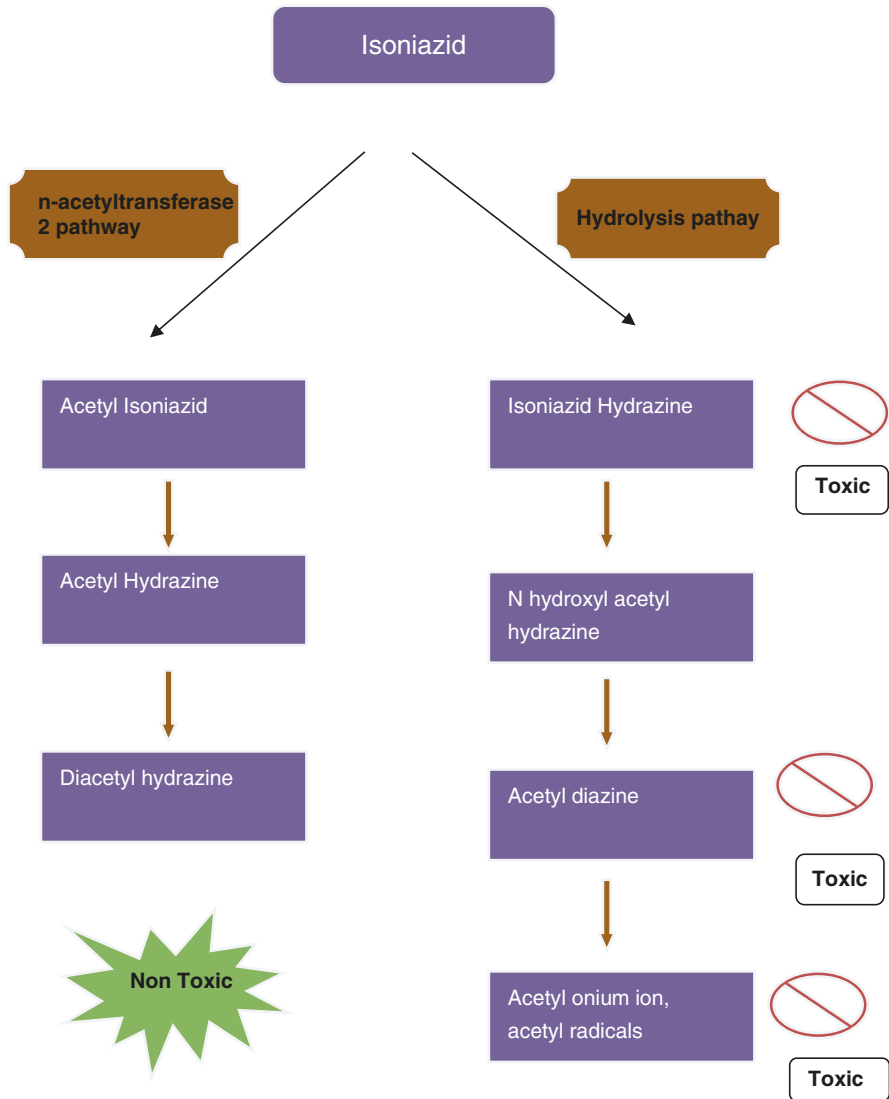 Isoniazid
n-acetyltransferase
2 pathway
Hydrolysis pathay
Acetyl Isoniazid
Isoniazid Hydrazine
Toxic
Acetyl Hydrazine
N hydroxyl acetyl
hydrazine
Diacetyl hydrazine
Acetyl diazine
Toxic
Non Toxic
Acetyl onium ion,
acetyl radicals
Toxic